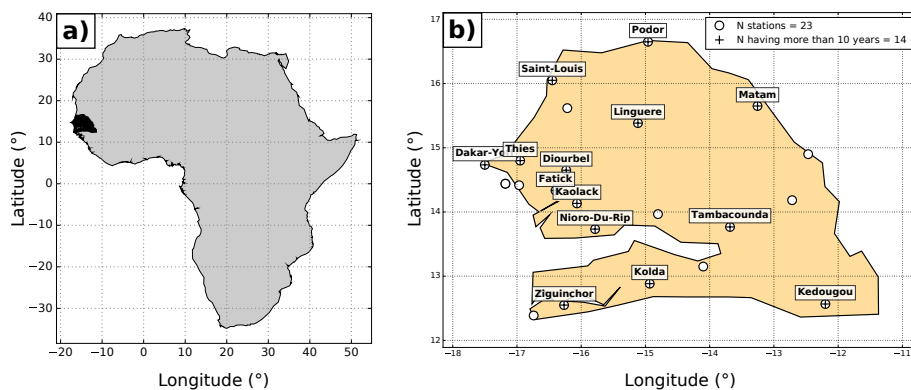 a)
40
30
20
10
0
−10
−20
−30
−20
−10
0
10
20
30
40
50
Latitude (°)
Longitude (°)
b)
17
16
15
14
13
12
−18
−17
−16
−15
−14
−13
−12
−11
Latitude (°)
Longitude (°)
N stations = 23
N having more than 10 years = 14
Podor
Saint-Louis
Matam
Linguere
Dakar-Yo
Thies
Diourbel
Fatick
Kaolack
Nioro-Du-Rip
Tambacounda
Kolda
Ziguinchor
Kedougou